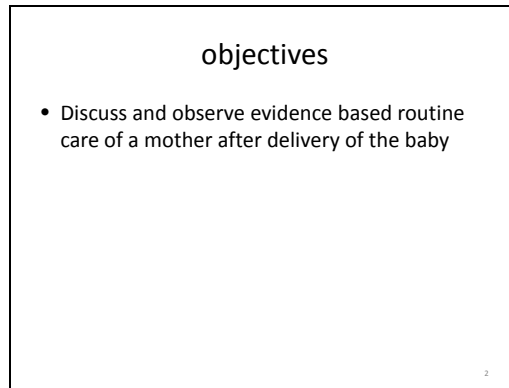 objectives
• Discuss and observe evidence based routine
care of a mother after delivery of the baby
2